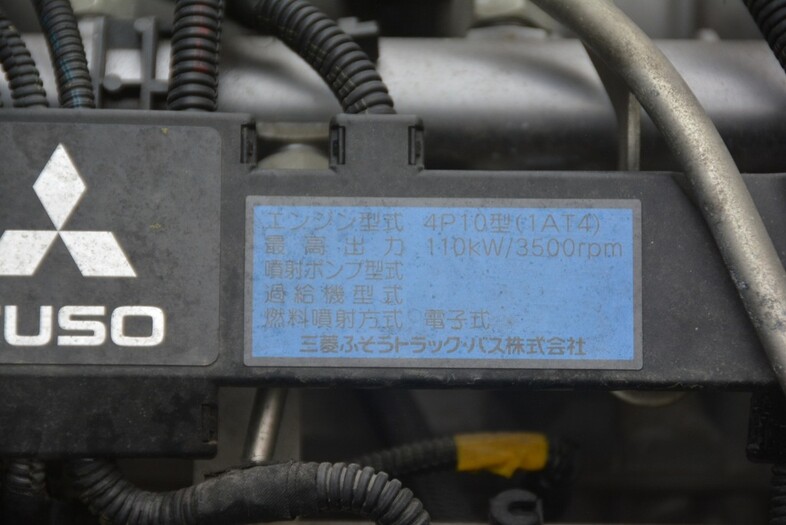 FUSO
エンジン型式 4P10型(1AT4)
最高出力 110kW/3500rpm
噴射ポンプ型式
過給機型式
燃料噴射方式 電子式
三菱ふそうトラック・バス株式会社